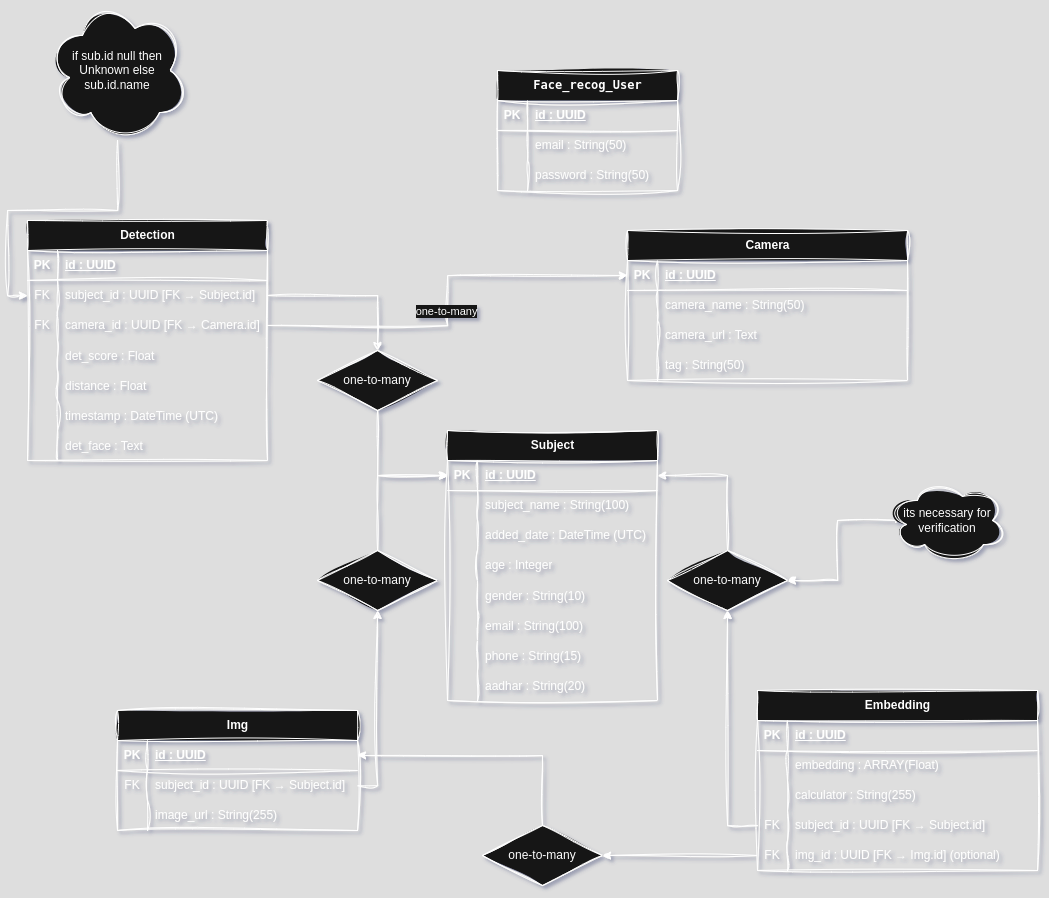 if sub.id null then
Unknown else
sub.id.name
Face_recog_User
PK id : UUID
email : String(50)
password : String(50)
Detection
PK id : UUID
FK subject_id : UUID [FK → Subject.id]
FK camera_id : UUID [FK → Camera.id]
det_score : Float
distance : Float
timestamp : DateTime (UTC)
det_face : Text
Camera
PK id : UUID
camera_name : String(50)
camera_url : Text
tag : String(50)
one-to-many
one-to-many
Subject
PK id : UUID
subject_name : String(100)
added_date : DateTime (UTC)
age : Integer
gender : String(10)
email : String(100)
phone : String(15)
aadhar : String(20)
its necessary for
verification
one-to-many
one-to-many
Img
PK id : UUID
FK subject_id : UUID [FK → Subject.id]
image_url : String(255)
Embedding
PK id : UUID
embedding : ARRAY(Float)
calculator : String(255)
FK subject_id : UUID [FK → Subject.id]
FK img_id : UUID [FK → Img.id] (optional)
one-to-many